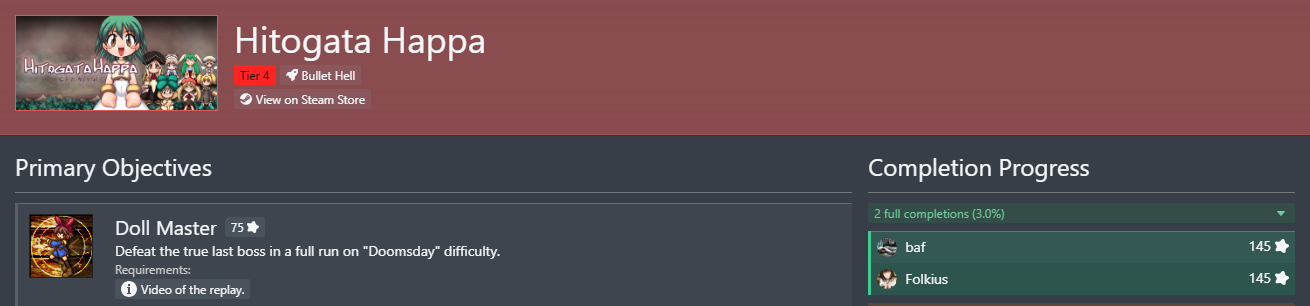 HITOGATAHAPPA
Hitogata Happa
Tier 4 Bullet Hell
View on Steam Store
Primary Objectives
Doll Master 75
Defeat the true last boss in a full run on "Doomsday" difficulty.
Requirements:
Video of the replay.
Completion Progress
2 full completions (3.0%)
baf 145
Folkius 145